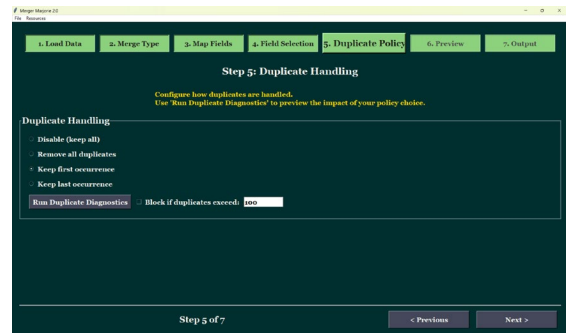 Merger Marjoria 2.0
File Resources
1. Load Data 2. Merge Type 3. Map Fields 4. Field Selection 5. Duplicate Policy 6. Preview 7. Output
Step 5: Duplicate Handling
Configure how duplicates are handled.
Use 'Run Duplicate Diagnostics' to preview the impact of your policy choice.
Duplicate Handling
Disable (keep all)
Remove all duplicates
Keep first occurrence
Keep last occurrence
Run Duplicate Diagnostics Block if duplicates exceed: 100
Step 5 of 7 < Previous Next >